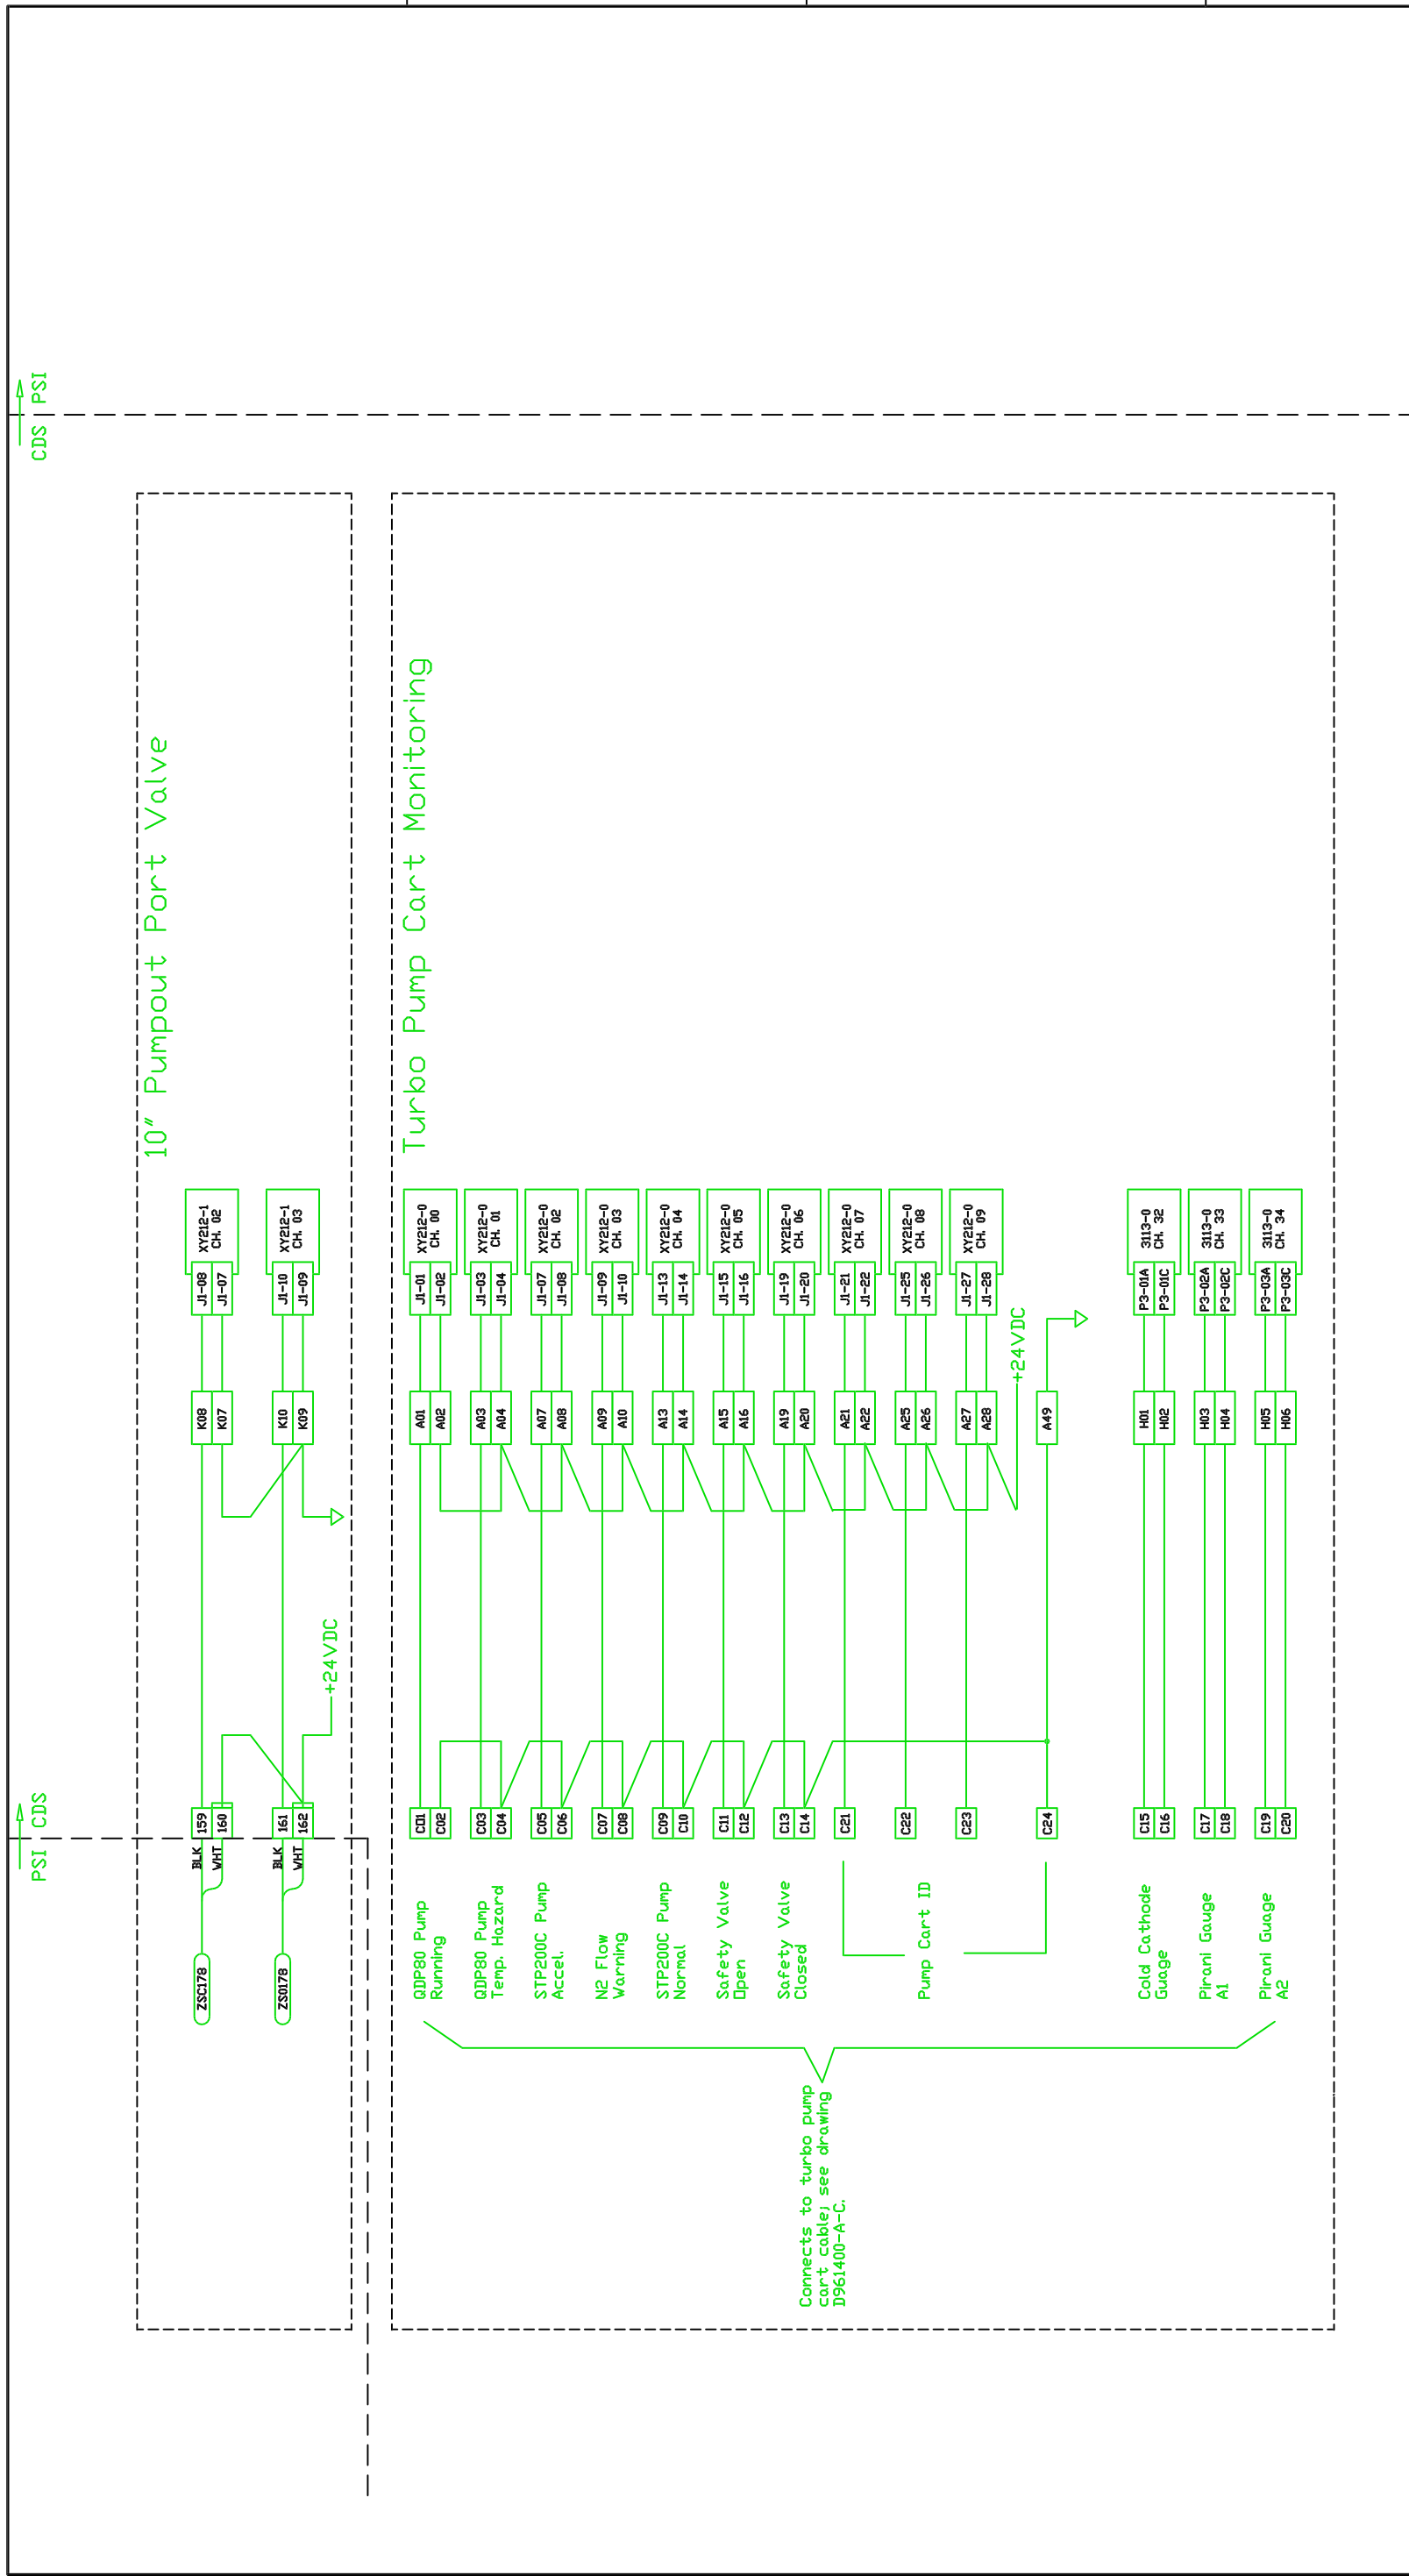 PSI CDS
CDS PSI
10" Pumpout Port Valve
ZSC178
BLK
WHT
159
160
K08
K07
J1-08
J1-07
XY212-1
CH. 02
ZSO178
BLK
WHT
161
162
+24VDC
K10
K09
J1-10
J1-09
XY212-1
CH. 03
Turbo Pump Cart Monitoring
Connects to turbo pump
cart cable; see drawing
D961400-A-C.
QDP80 Pump
Running
C01
C02
A01
A02
J1-01
J1-02
XY212-0
CH. 00
QDP80 Pump
Temp. Hazard
C03
C04
A03
A04
J1-03
J1-04
XY212-0
CH. 01
STP200C Pump
Accel.
C05
C06
A07
A08
J1-07
J1-08
XY212-0
CH. 02
N2 Flow
Warning
C07
C08
A09
A10
J1-09
J1-10
XY212-0
CH. 03
STP200C Pump
Normal
C09
C10
A13
A14
J1-13
J1-14
XY212-0
CH. 04
Safety Valve
Open
C11
C12
A15
A16
J1-15
J1-16
XY212-0
CH. 05
Safety Valve
Closed
C13
C14
A19
A20
J1-19
J1-20
XY212-0
CH. 06
Pump Cart ID
C21
A21
A22
J1-21
J1-22
XY212-0
CH. 07
C22
A25
A26
J1-25
J1-26
XY212-0
CH. 08
C23
A27
A28
J1-27
J1-28
XY212-0
CH. 09
+24VDC
C24
A49
Cold Cathode
Guage
C15
C16
H01
H02
P3-01A
P3-01C
3113-0
CH. 32
Pirani Gauge
A1
C17
C18
H03
H04
P3-02A
P3-02C
3113-0
CH. 33
Pirani Guage
A2
C19
C20
H05
H06
P3-03A
P3-03C
3113-0
CH. 34